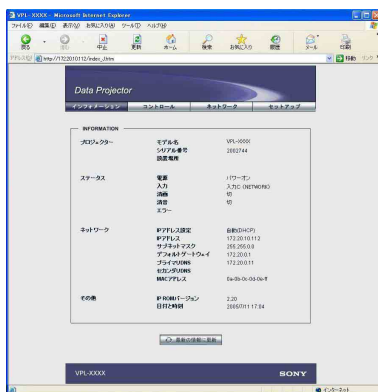 VPL-XXXX - Microsoft Internet Explorer
ファイル(F) 編集(E) 表示(V) お気に入り(A) ツール(T) ヘルプ(H)
戻る 中止 更新 ホーム 検索 お気に入り 履歴 メール 印刷
http://172.20.10.112/index_J.htm 移動
Data Projector
インフォメーション コントロール ネットワーク セットアップ
INFORMATION
プロジェクター モデル名 VPL-XXXX
シリアル番号 2002744
設置場所
ステータス 電源 パワーオン
入力 入力C (NETWORK)
消画 切
消音 切
エラー
ネットワーク IPアドレス設定 自動(DHCP)
IPアドレス 172.20.10.112
サブネットマスク 255.255.0.0
デフォルトゲートウェイ 172.20.0.1
プライマリDNS 172.20.0.11
セカンダリDNS
MACアドレス
その他 IP ROMバージョン 2.20
日付と時刻 2005/7/11 17:04
最新の情報に更新
VPL-XXXX SONY
インターネット